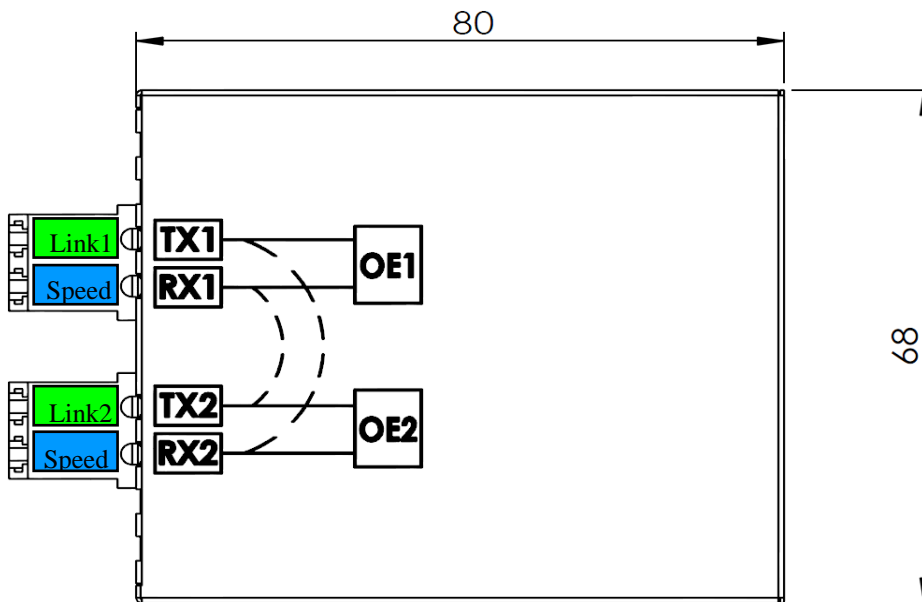 80
Link1
TX1
OE1
Speed
RX1
68
Link2
TX2
OE2
Speed
RX2